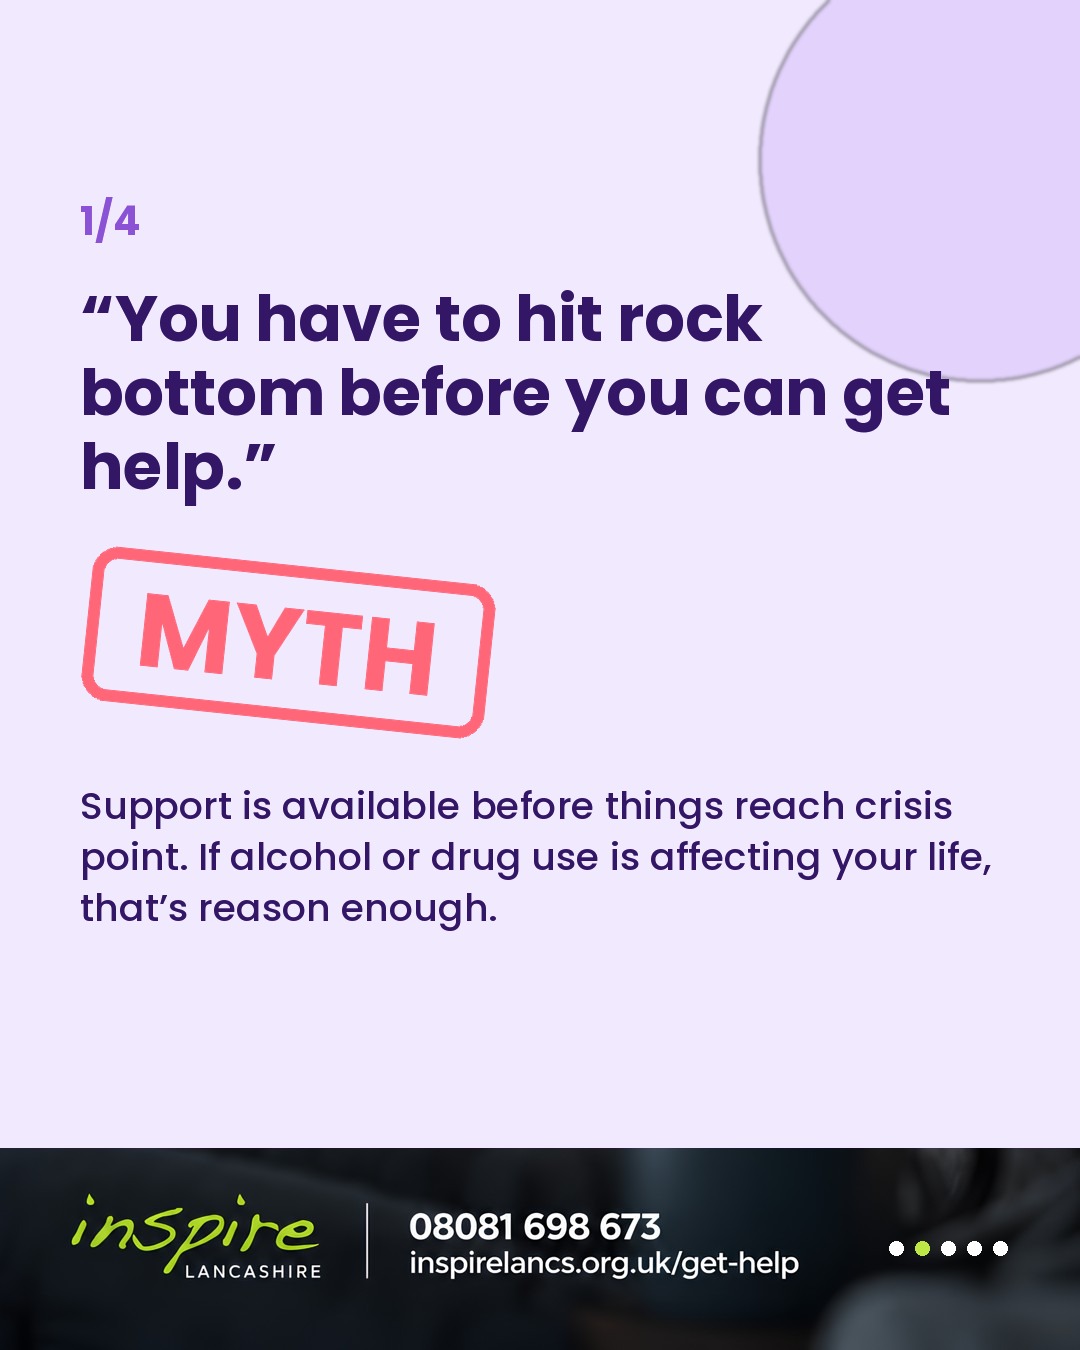 1/4
“You have to hit rock
bottom before you can get
help.”
MYTH
Support is available before things reach crisis
point. If alcohol or drug use is affecting your life,
that’s reason enough.
inspire
LANCASHIRE
08081 698 673
inspirelancs.org.uk/get-help